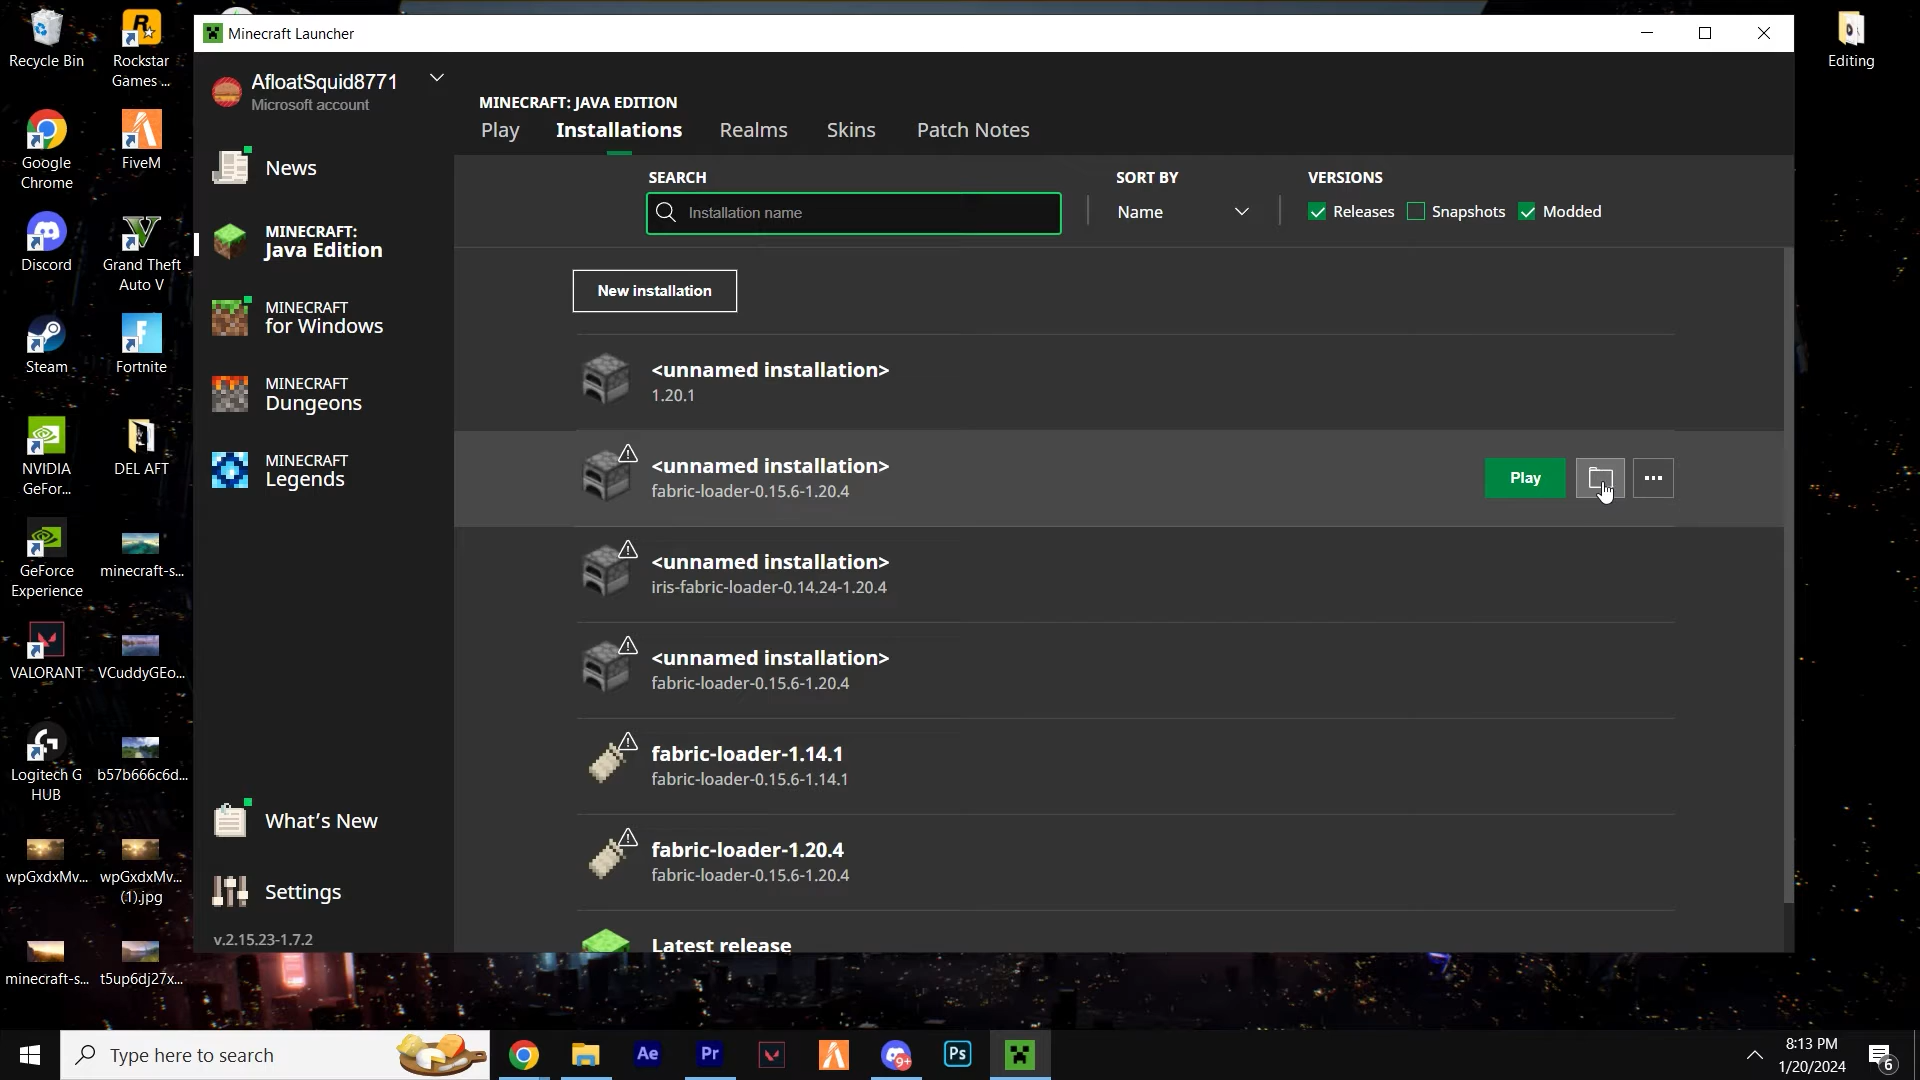 Recycle Bin
Rockstar
Games ...
Google
Chrome
FiveM
Discord
Grand Theft
Auto V
Steam
Fortnite
NVIDIA
GeFor...
DEL AFT
GeForce
Experience
minecraft-s...
VALORANT
VCuddyGEo...
Logitech G
HUB
b57b666c6d...
wpGxdxMv...
wpGxdxMv...
(1).jpg
minecraft-s...
t5up6dj27x...
Editing
Minecraft Launcher
AfloatSquid8771
Microsoft account
News
MINECRAFT:
Java Edition
MINECRAFT
for Windows
MINECRAFT
Dungeons
MINECRAFT
Legends
What's New
Settings
v.2.15.23-1.7.2
MINECRAFT: JAVA EDITION
Play Installations Realms Skins Patch Notes
SEARCH SORT BY VERSIONS
Installation name Name Releases Snapshots Modded
New installation
<unnamed installation>
1.20.1
<unnamed installation>
fabric-loader-0.15.6-1.20.4
Play
<unnamed installation>
iris-fabric-loader-0.14.24-1.20.4
<unnamed installation>
fabric-loader-0.15.6-1.20.4
fabric-loader-1.14.1
fabric-loader-0.15.6-1.14.1
fabric-loader-1.20.4
fabric-loader-0.15.6-1.20.4
Latest release
Type here to search
Ae
Pr
9+
Ps
8:13 PM
1/20/2024
6